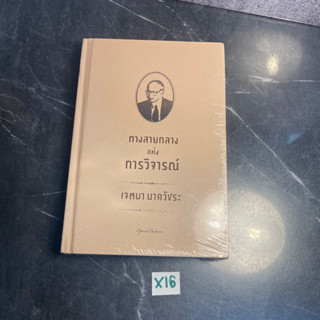 ทางสายกลาง
แห่ง
การวิจารณ์
เจตนา นาควัชระ
X16